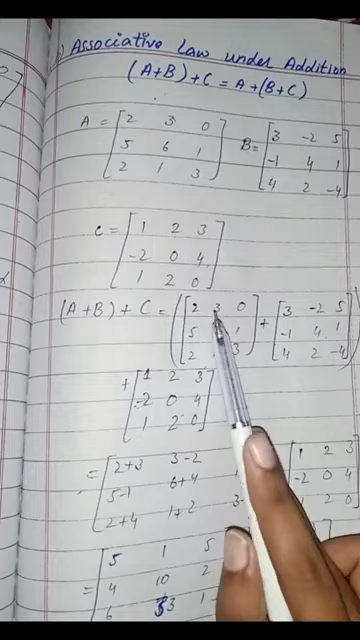 Associative Law under Addition
(A+B)+C = A+(B+C)
A = [2 3 0 B = [3 -2 5
5 6 1 -1 4 1
2 1 3] 4 2 -4]
C = [1 2 3
-2 0 4
1 2 0]
(A+B)+C = ([2 3 0 + [3 -2 5
5 1 -1 4 1
2 3] 4 2 -4])
+ [1 2 3
-2 0 4
1 2 0]
= [2+3 3-2 [1 2 3
5-1 6+4 -2 0 4
2+4 1+2 3- 1 2 0
= [5 1 5
4 10 2
6 3 1